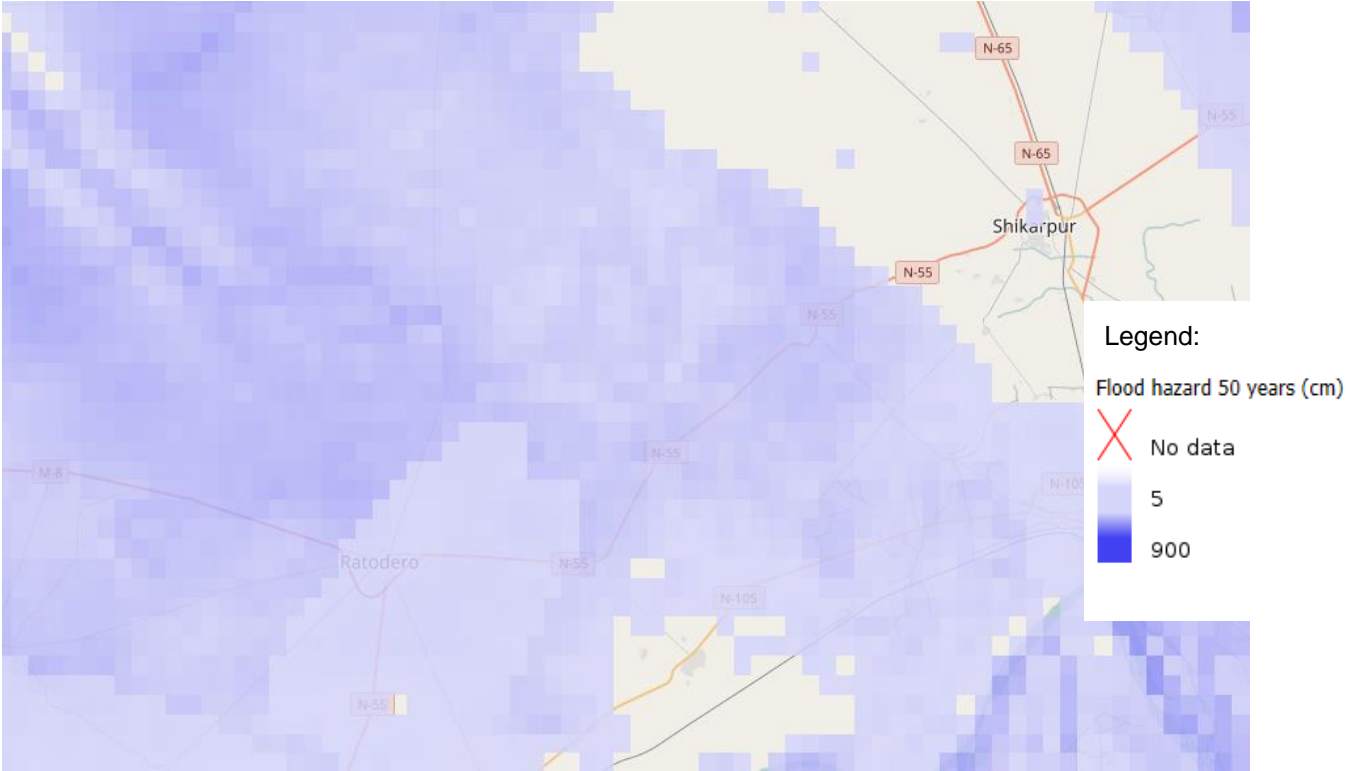 N-65
N-55
N-65
Shikarpur
N-55
N-55
Legend:
Flood hazard 50 years (cm)
No data
5
900
N-55
M-8
N-105
Ratodero
N-55
N-105
N-55